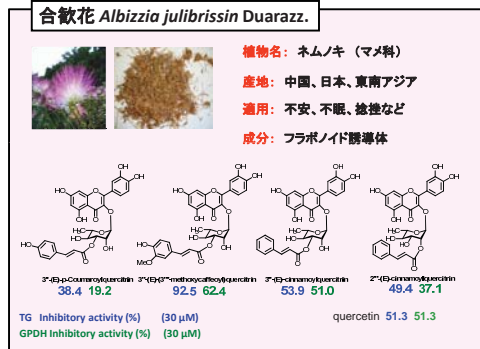 合歓花 Albizzia julibrissin Duarazz.
植物名: ネムノキ (マメ科)
産地: 中国、日本、東南アジア
適用: 不安、不眠、捻挫など
成分: フラボノイド誘導体
3"-(E)-p-Coumaroylquercitrin 3"-(E)-(3'''-methoxycaffeoyl)quercitrin 3"-(E)-cinnamoylquercitrin 2"'-(E)-cinnamoylquercitrin
38.4 19.2 92.5 62.4 53.9 51.0 49.4 37.1
TG Inhibitory activity (%) (30 µM) quercetin 51.3 51.3
GPDH Inhibitory activity (%) (30 µM)